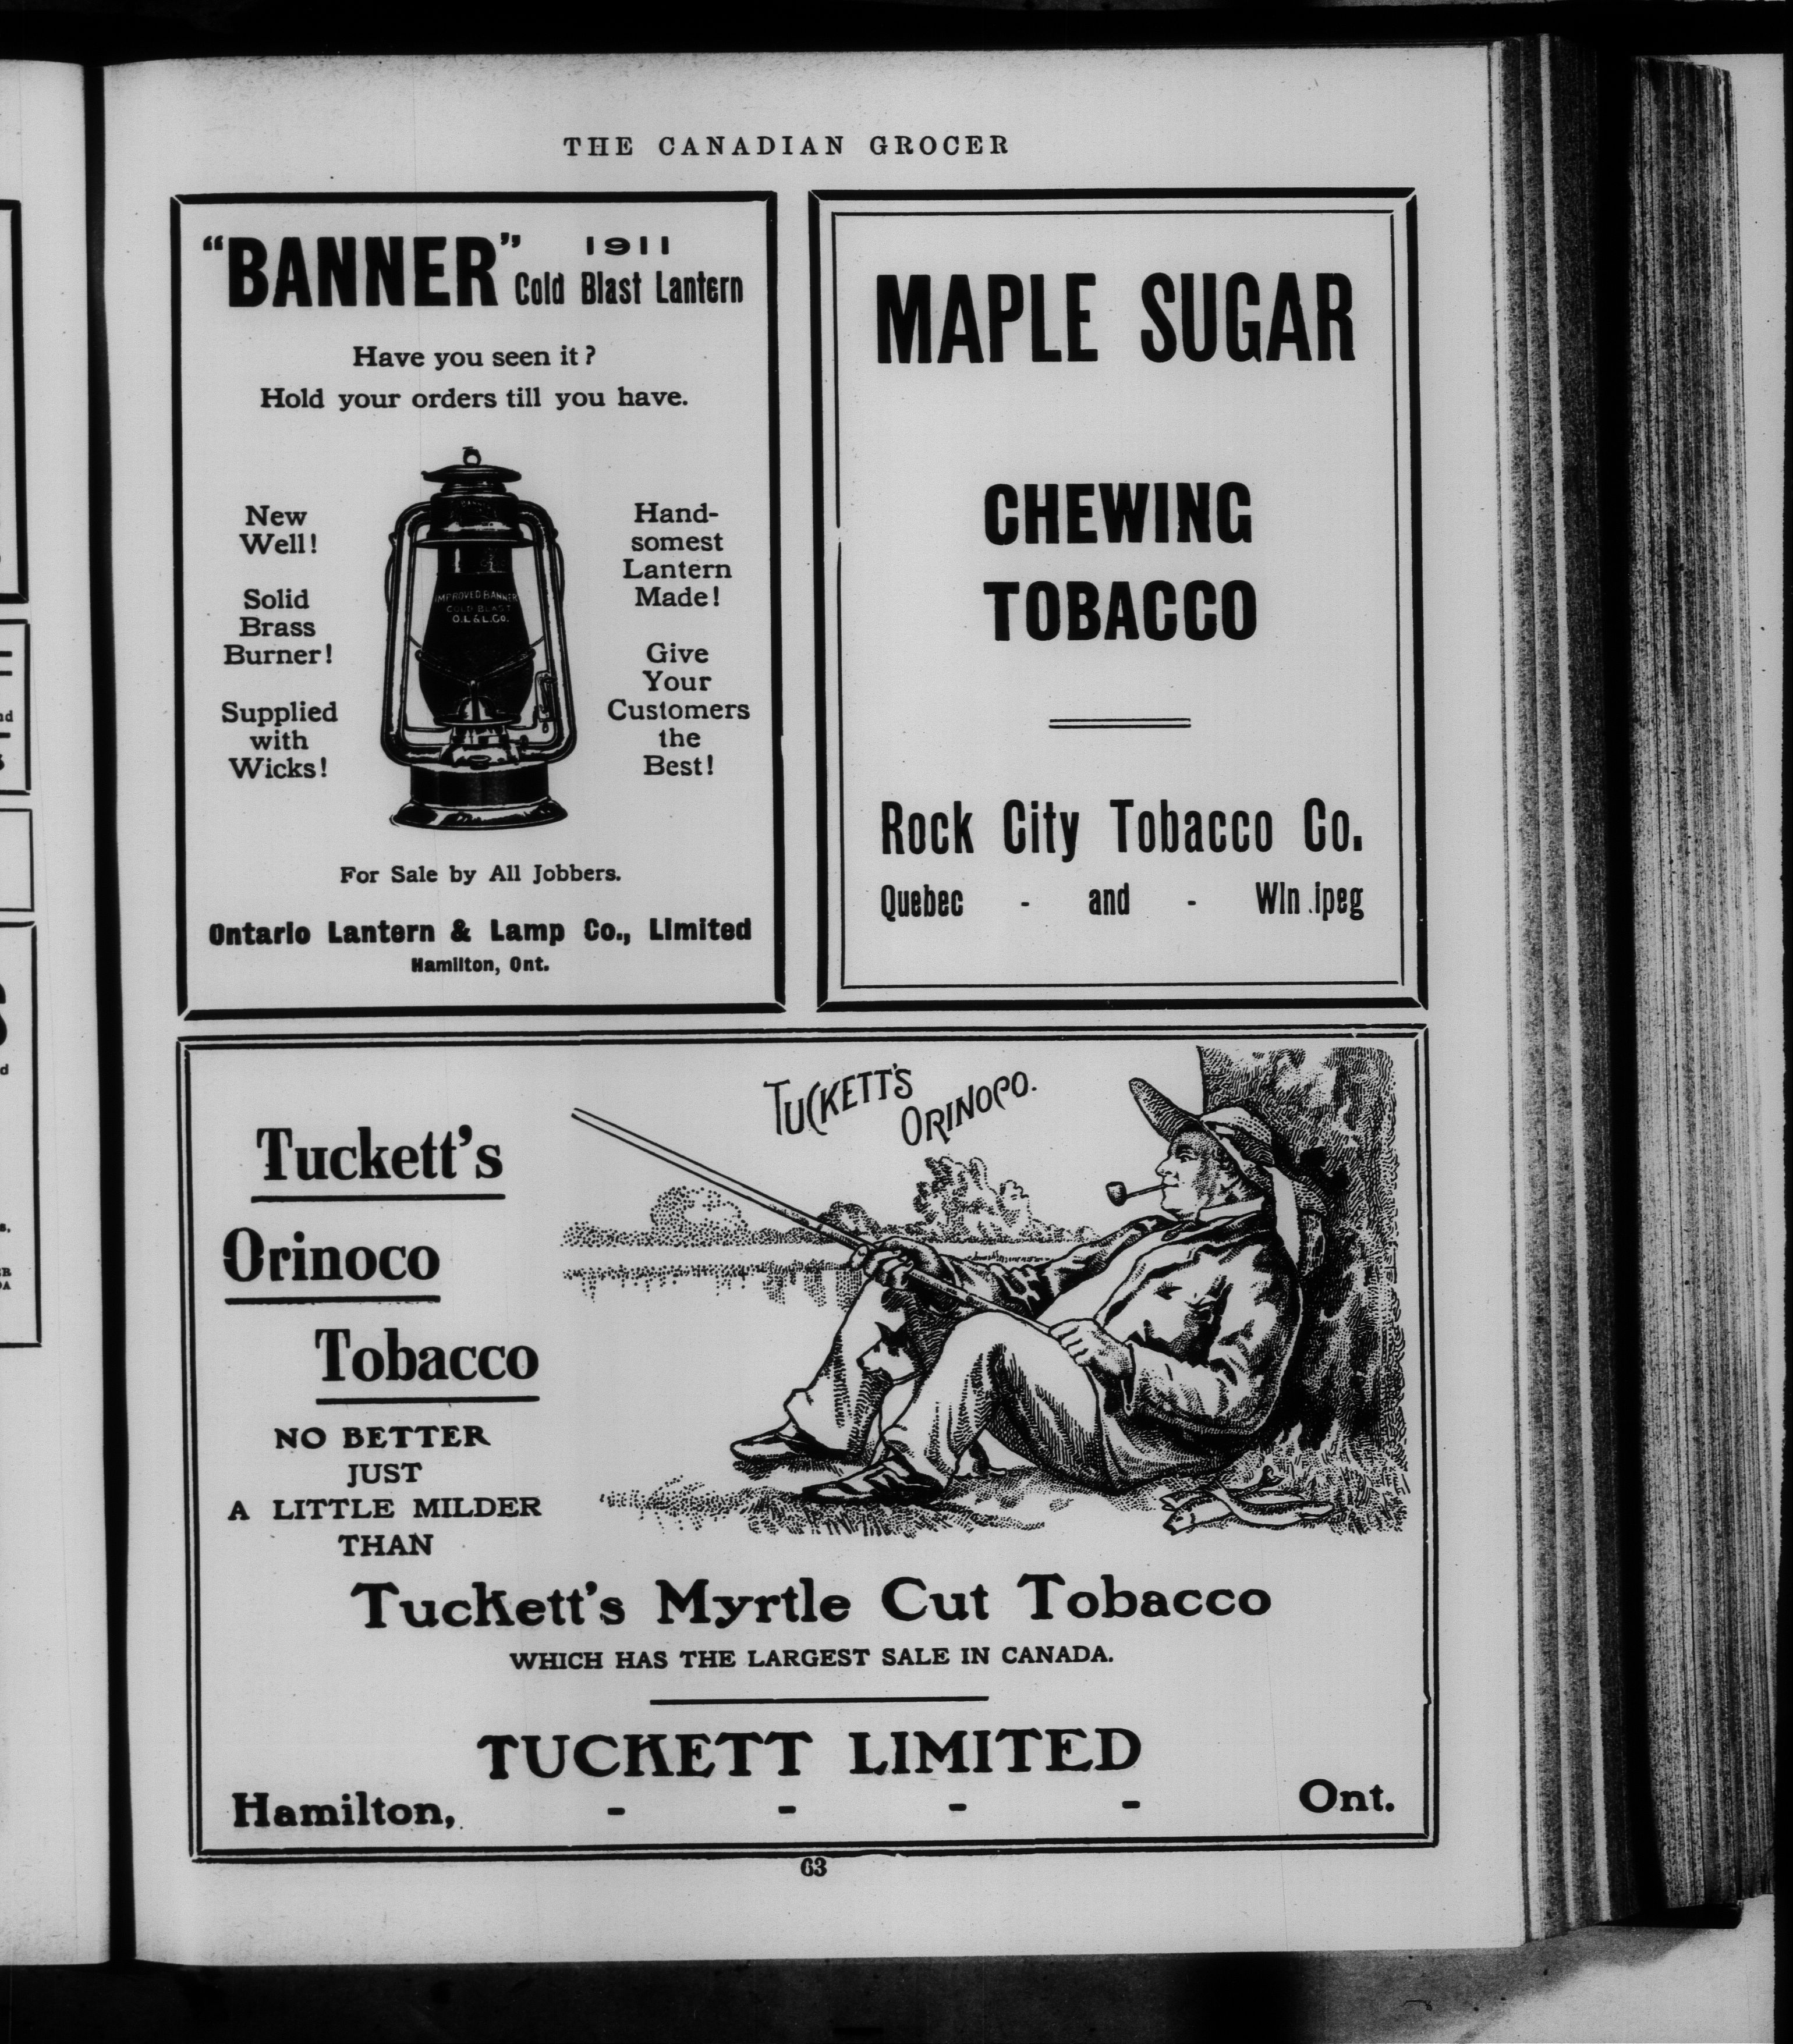 THE CANADIAN GROCER
"BANNER" 1911
Cold Blast Lantern
Have you seen it?
Hold your orders till you have.
New
Well!
Solid
Brass
Burner!
Supplied
with
Wicks!
IMPROVED BANNER
COLD BLAST
O.L.&L.Co.
Hand-
somest
Lantern
Made!
Give
Your
Customers
the
Best!
For Sale by All Jobbers.
Ontario Lantern & Lamp Co., Limited
Hamilton, Ont.
MAPLE SUGAR
CHEWING
TOBACCO
Rock City Tobacco Co.
Quebec - and - Win.ipeg
TUCKETT'S
ORINOCO.
Tuckett's
Orinoco
Tobacco
NO BETTER
JUST
A LITTLE MILDER
THAN
Tuckett's Myrtle Cut Tobacco
WHICH HAS THE LARGEST SALE IN CANADA.
TUCKETT LIMITED
Hamilton, - - - - Ont.
63